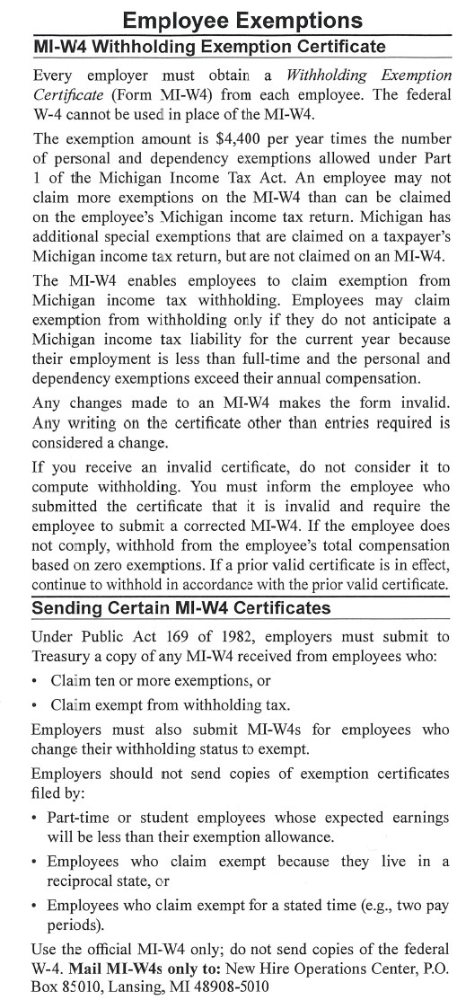 Employee Exemptions
MI-W4 Withholding Exemption Certificate
Every employer must obtain a Withholding Exemption
Certificate (Form MI-W4) from each employee. The federal
W-4 cannot be used in place of the MI-W4.
The exemption amount is $4,400 per year times the number
of personal and dependency exemptions allowed under Part
1 of the Michigan Income Tax Act. An employee may not
claim more exemptions on the MI-W4 than can be claimed
on the employee's Michigan income tax return. Michigan has
additional special exemptions that are claimed on a taxpayer's
Michigan income tax return, but are not claimed on an MI-W4.
The MI-W4 enables employees to claim exemption from
Michigan income tax withholding. Employees may claim
exemption from withholding only if they do not anticipate a
Michigan income tax liability for the current year because
their employment is less than full-time and the personal and
dependency exemptions exceed their annual compensation.
Any changes made to an MI-W4 makes the form invalid.
Any writing on the certificate other than entries required is
considered a change.
If you receive an invalid certificate, do not consider it to
compute withholding. You must inform the employee who
submitted the certificate that it is invalid and require the
employee to submit a corrected MI-W4. If the employee does
not comply, withhold from the employee's total compensation
based on zero exemptions. If a prior valid certificate is in effect,
continue to withhold in accordance with the prior valid certificate.
Sending Certain MI-W4 Certificates
Under Public Act 169 of 1982, employers must submit to
Treasury a copy of any MI-W4 received from employees who:
• Claim ten or more exemptions, or
• Claim exempt from withholding tax.
Employers must also submit MI-W4s for employees who
change their withholding status to exempt.
Employers should not send copies of exemption certificates
filed by:
• Part-time or student employees whose expected earnings
will be less than their exemption allowance.
• Employees who claim exempt because they live in a
reciprocal state, or
• Employees who claim exempt for a stated time (e.g., two pay
periods).
Use the official MI-W4 only; do not send copies of the federal
W-4. Mail MI-W4s only to: New Hire Operations Center, P.O.
Box 85010, Lansing, MI 48908-5010